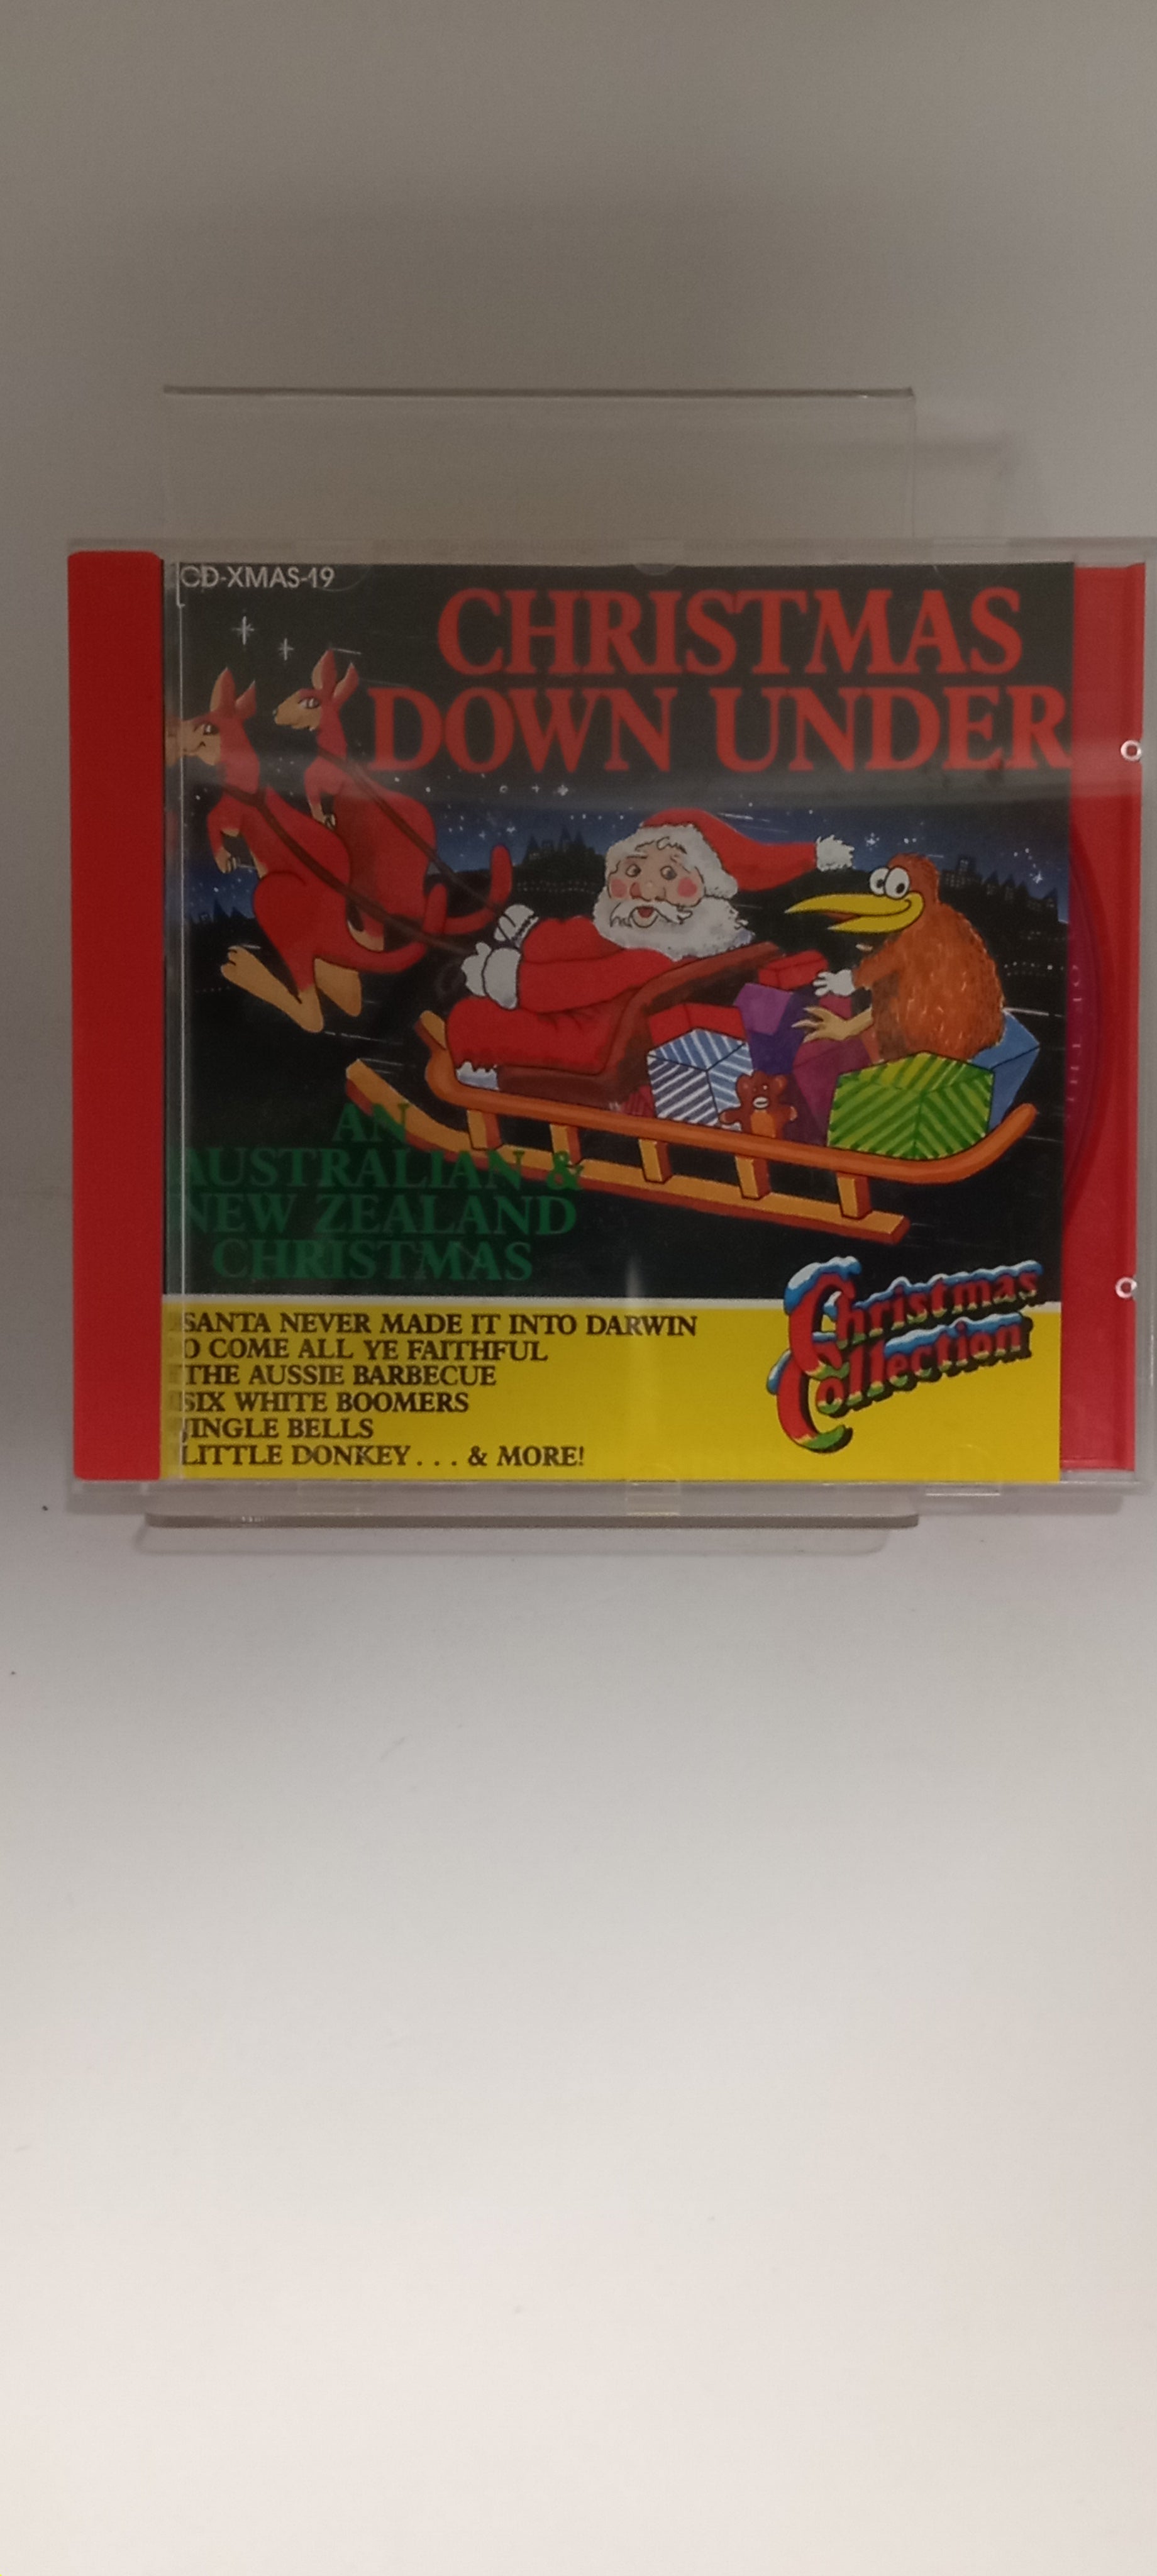 CD-XMAS-19
CHRISTMAS
DOWN UNDER
AN
AUSTRALIAN &
NEW ZEALAND
CHRISTMAS
SANTA NEVER MADE IT INTO DARWIN
O COME ALL YE FAITHFUL
THE AUSSIE BARBECUE
SIX WHITE BOOMERS
JINGLE BELLS
LITTLE DONKEY . . . & MORE!
Christmas
Collection